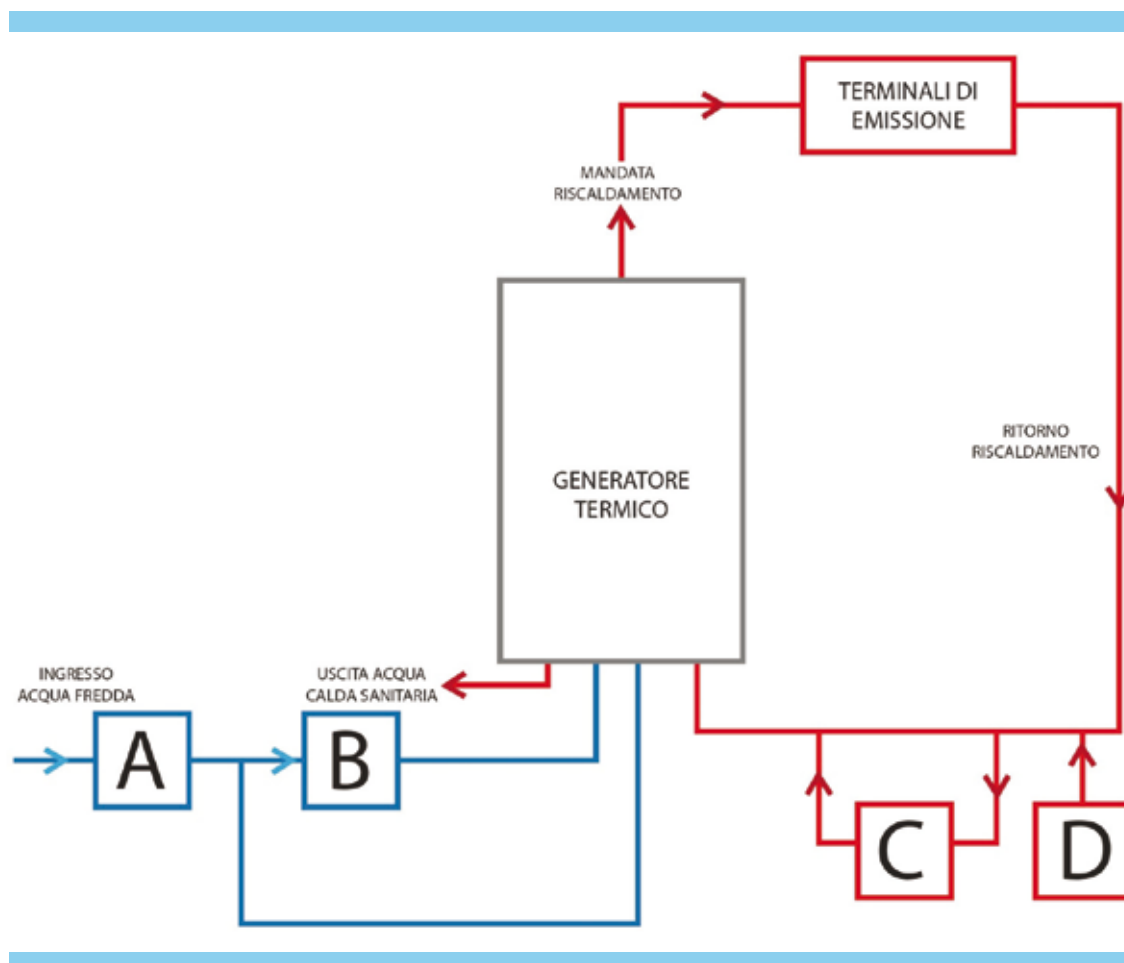 TERMINALI DI
EMISSIONE
MANDATA
RISCALDAMENTO
RITORNO
RISCALDAMENTO
GENERATORE
TERMICO
INGRESSO
ACQUA FREDDA
USCITA ACQUA
CALDA SANITARIA
A
B
C
D